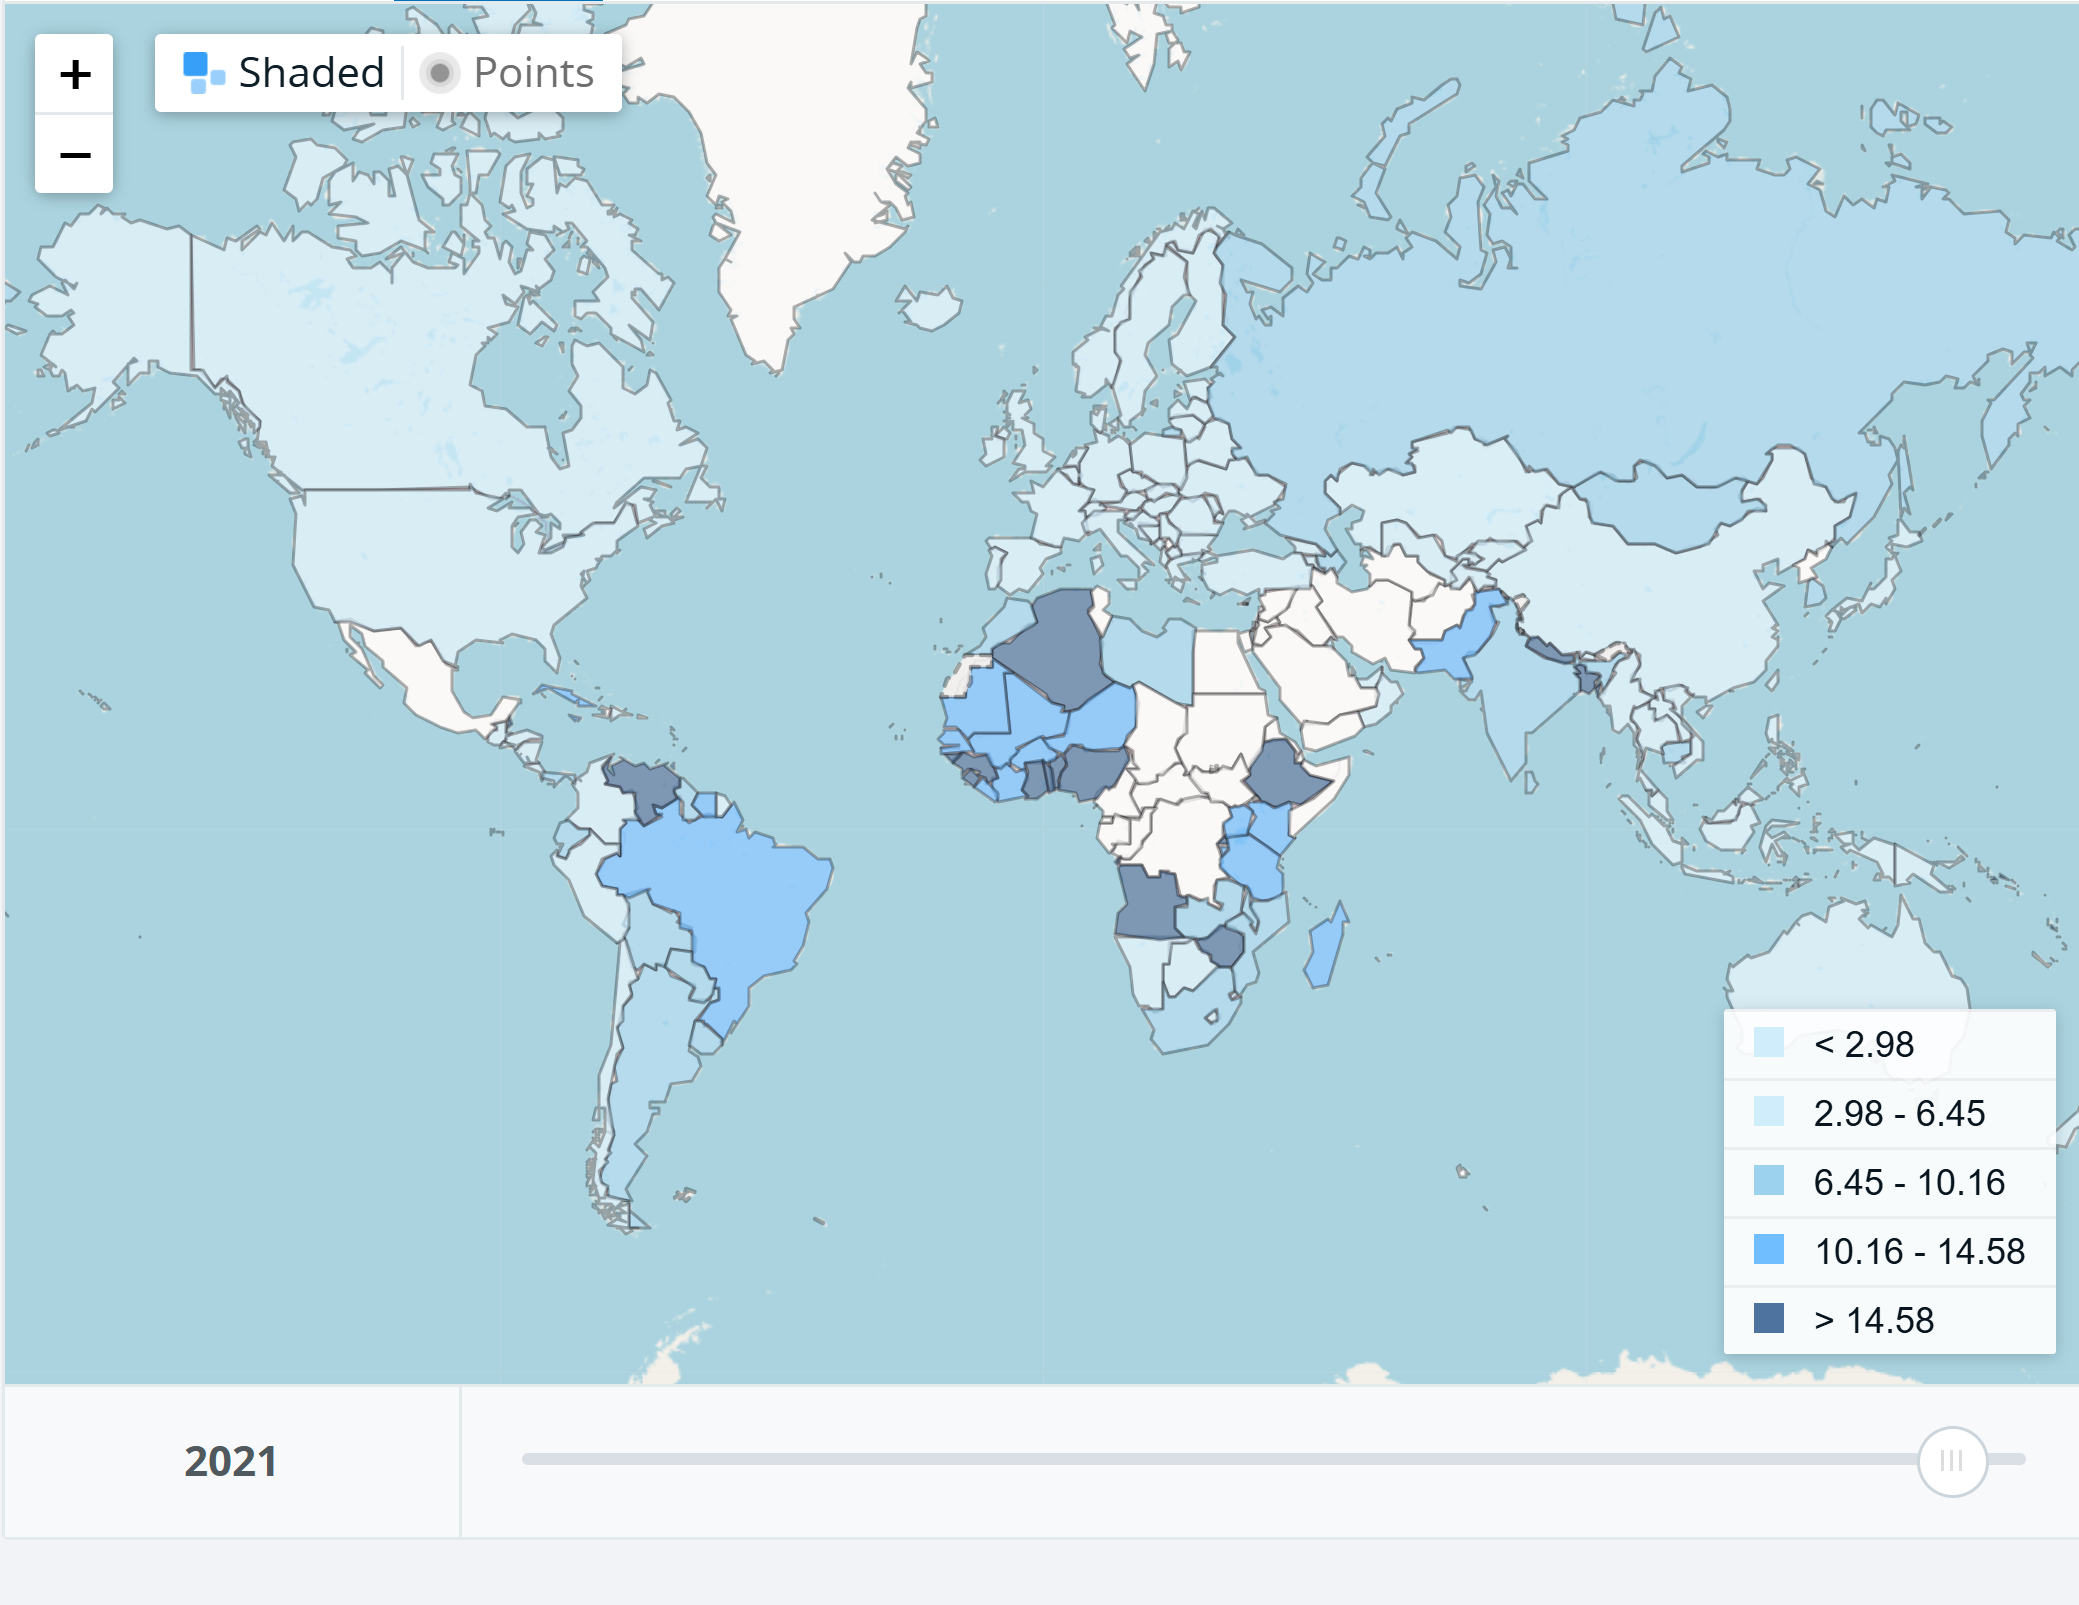 +
Shaded
Points
−
< 2.98
2.98 - 6.45
6.45 - 10.16
10.16 - 14.58
> 14.58
2021